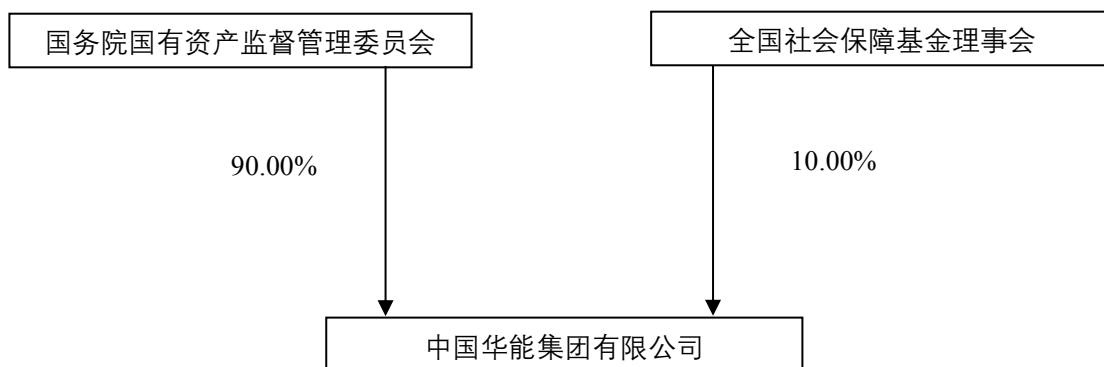 国务院国有资产监督管理委员会
全国社会保障基金理事会
90.00%
10.00%
中国华能集团有限公司